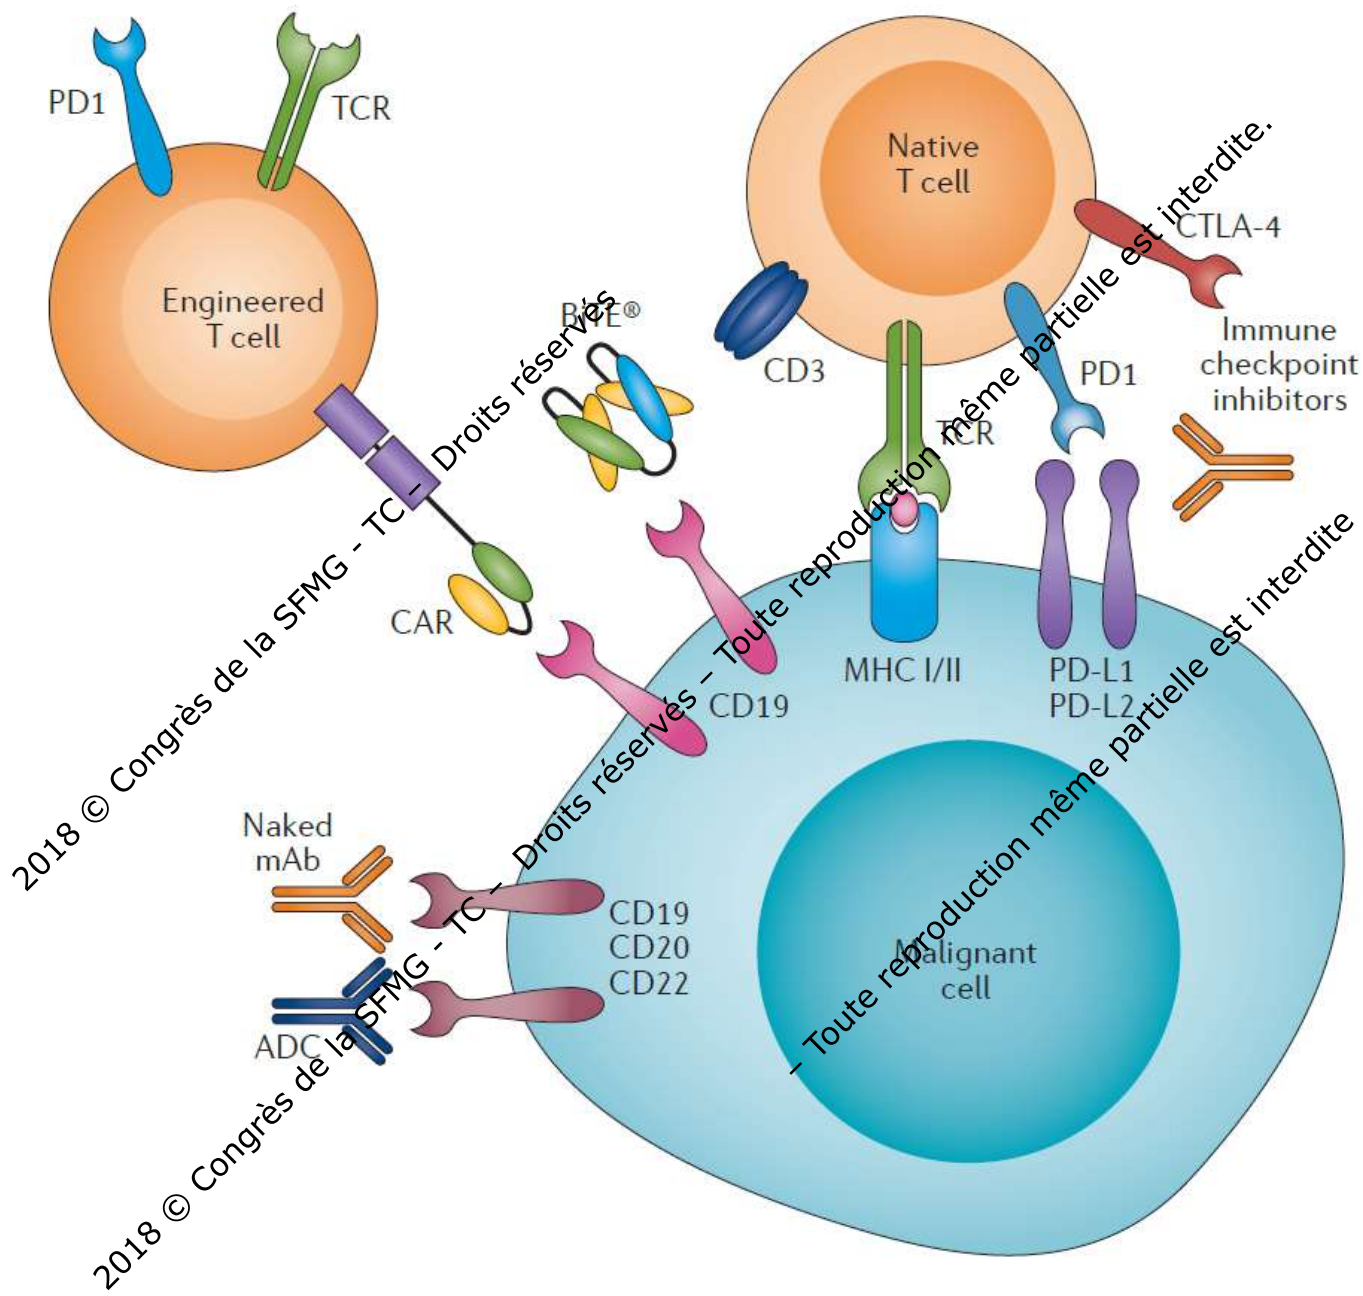 PD1
TCR
Engineered
T cell
CAR
BiTE®
Native
T cell
CTLA-4
CD3
TCR
PD1
Immune
checkpoint
inhibitors
MHC I/II
PD-L1
PD-L2
CD19
Naked
mAb
ADC
CD19
CD20
CD22
Malignant
cell
2018 © Congrès de la SFMG - TC – Droits réservés – Toute reproduction même partielle est interdite.
2018 © Congrès de la SFMG - TC – Droits réservés – Toute reproduction même partielle est interdite